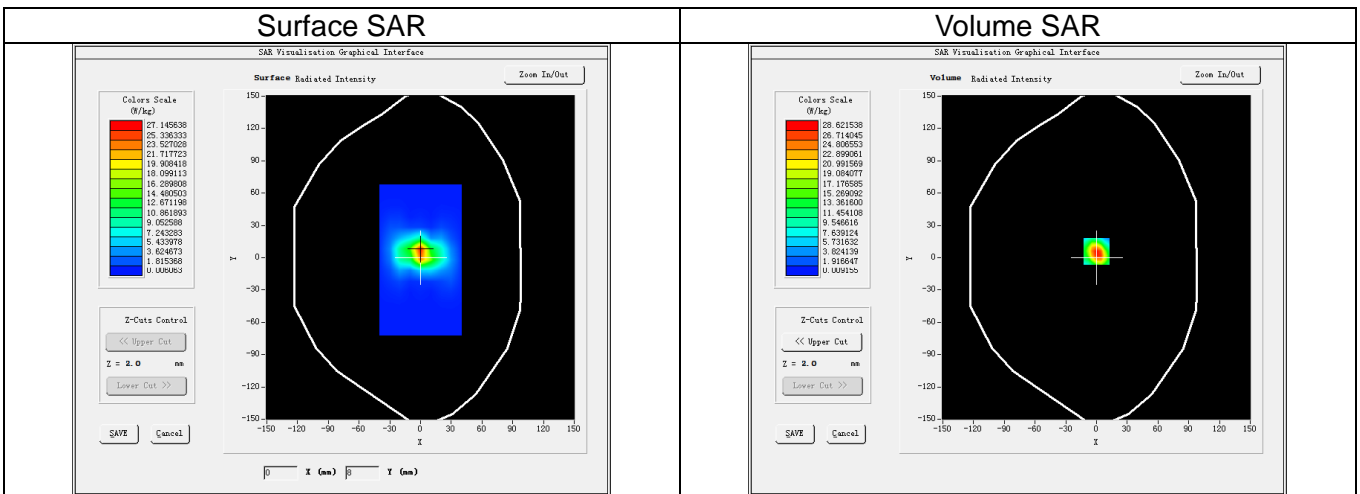 Surface SAR
Volume SAR
SAR Visualisation Graphical Interface
Surface Radiated Intensity
Zoom In/Out
Colors Scale
(W/kg)
27.145638
25.336333
23.527028
21.717723
19.908418
18.099113
16.289808
14.480503
12.671198
10.861893
9.052588
7.243283
5.433978
3.624673
1.815368
0.006063
150
120
90
60
30
0
-30
-60
-90
-120
-150
Y
-150 -120 -90 -60 -30 0 30 60 90 120 150
X
Z-Cuts Control
<< Upper Cut
Z = 2.0 mm
Lower Cut >>
SAVE Cancel
0 X (mm) 8 Y (mm)
SAR Visualisation Graphical Interface
Volume Radiated Intensity
Zoom In/Out
Colors Scale
(W/kg)
28.621538
26.714045
24.806553
22.899061
20.991569
19.084077
17.176585
15.269092
13.361600
11.454108
9.546616
7.639124
5.731632
3.824139
1.916647
0.009155
150
120
90
60
30
0
-30
-60
-90
-120
-150
Y
-150 -120 -90 -60 -30 0 30 60 90 120 150
X
Z-Cuts Control
<< Upper Cut
Z = 2.0 mm
Lower Cut >>
SAVE Cancel